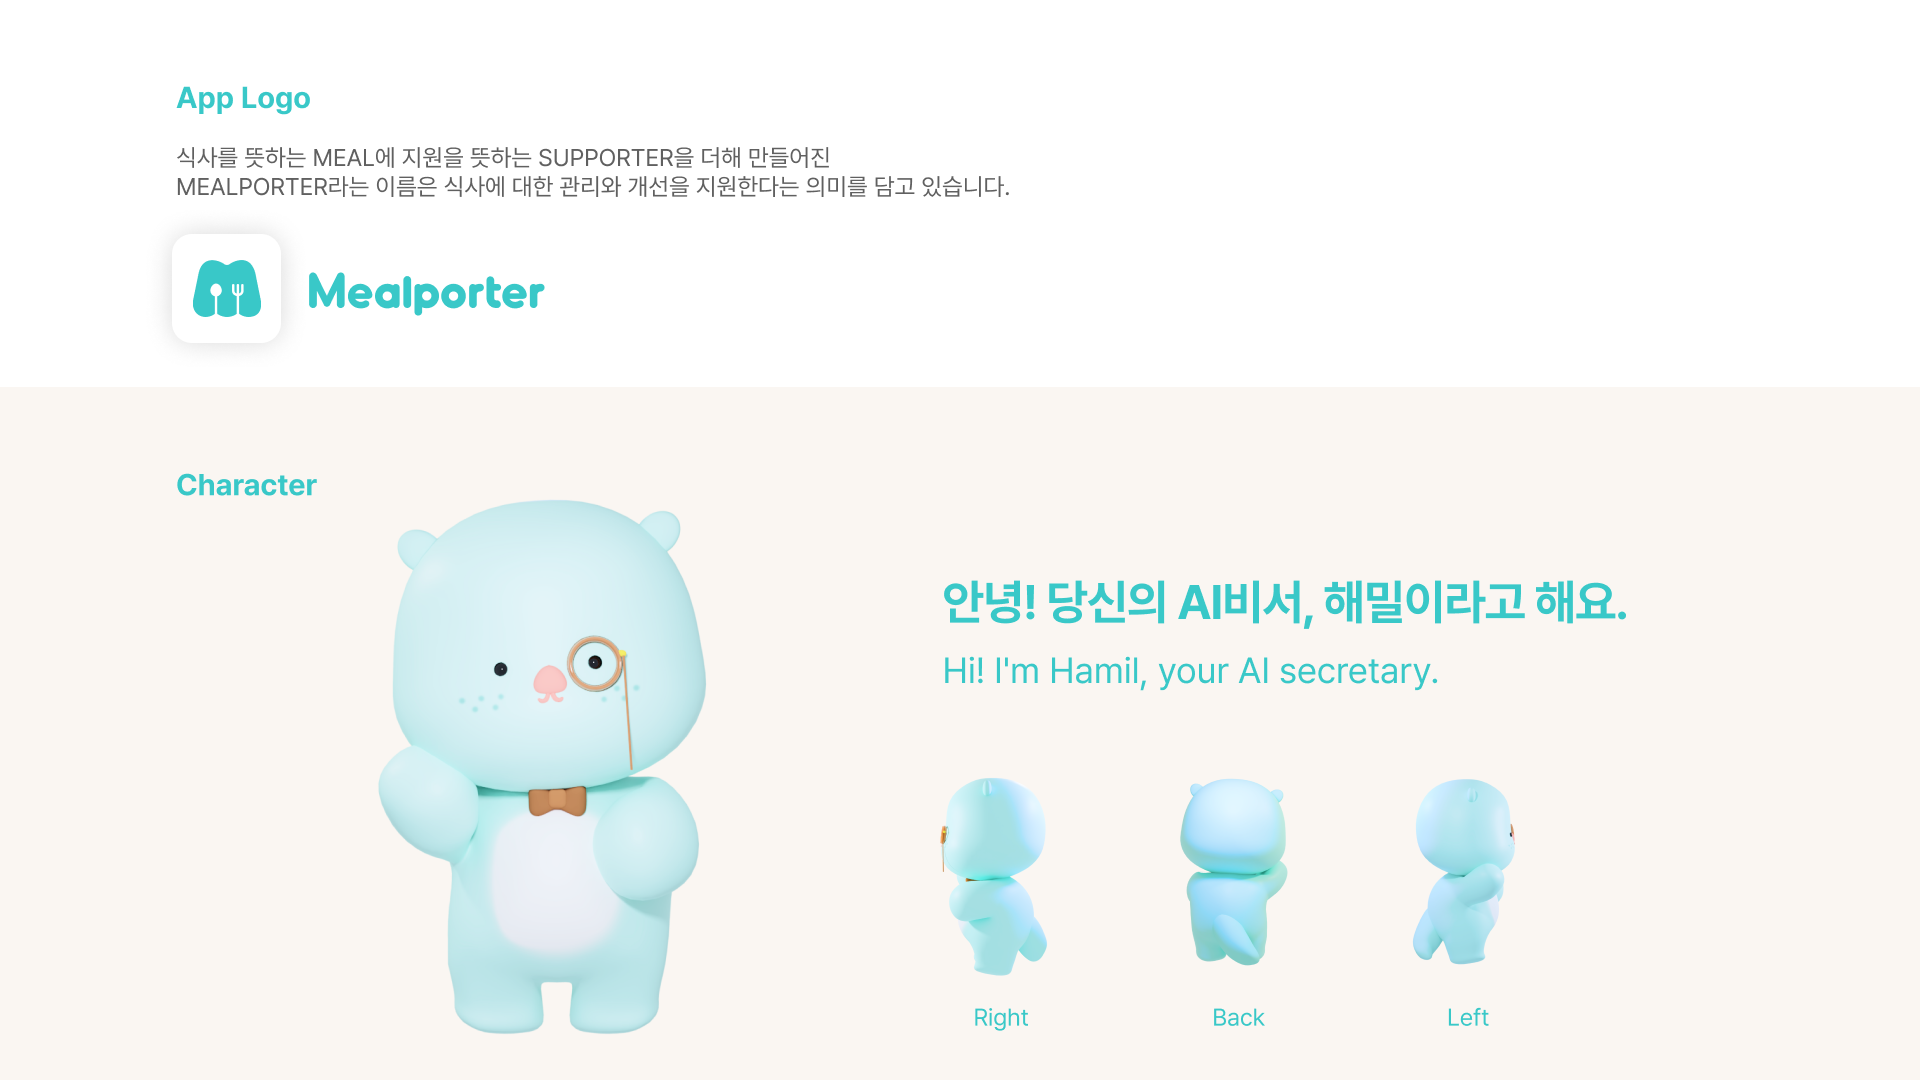 App Logo
식사를 뜻하는 MEAL에 지원을 뜻하는 SUPPORTER을 더해 만들어진
MEALPORTER라는 이름은 식사에 대한 관리와 개선을 지원한다는 의미를 담고 있습니다.
Mealporter
Character
안녕! 당신의 AI비서, 해밀이라고 해요.
Hi! I'm Hamil, your AI secretary.
Right
Back
Left